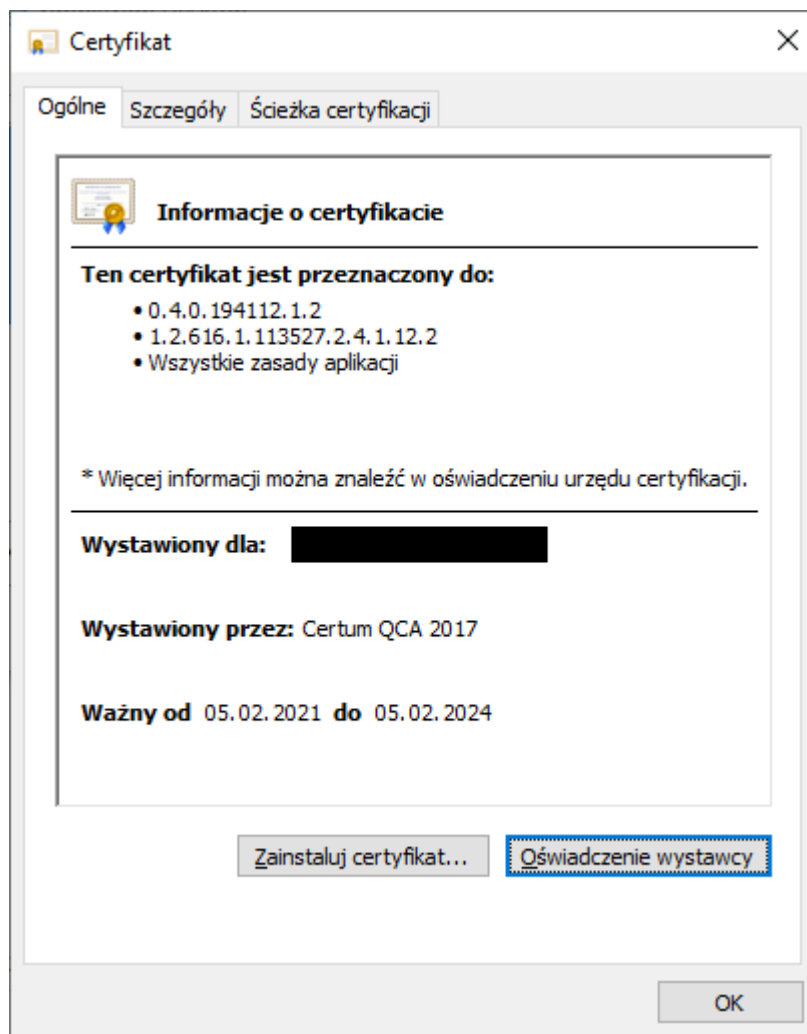 Certyfikat
Ogólne Szczegóły Ścieżka certyfikacji
Informacje o certyfikacie
Ten certyfikat jest przeznaczony do:
• 0.4.0.194112.1.2
• 1.2.616.1.113527.2.4.1.12.2
• Wszystkie zasady aplikacji
* Więcej informacji można znaleźć w oświadczeniu urzędu certyfikacji.
Wystawiony dla:
Wystawiony przez: Certum QCA 2017
Ważny od 05.02.2021 do 05.02.2024
Zainstaluj certyfikat... Oświadczenie wystawcy
OK